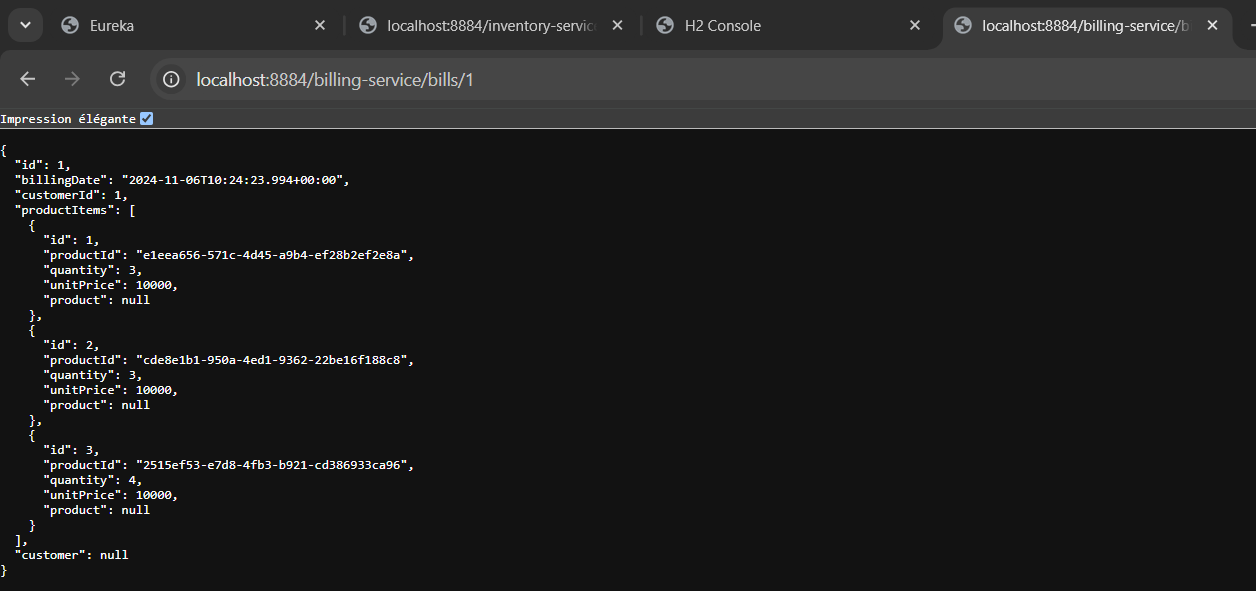 Eureka
localhost:8884/inventory-servic
H2 Console
localhost:8884/billing-service/b
localhost:8884/billing-service/bills/1
Impression élégante
{
  "id": 1,
  "billingDate": "2024-11-06T10:24:23.994+00:00",
  "customerId": 1,
  "productItems": [
    {
      "id": 1,
      "productId": "e1eea656-571c-4d45-a9b4-ef28b2ef2e8a",
      "quantity": 3,
      "unitPrice": 10000,
      "product": null
    },
    {
      "id": 2,
      "productId": "cde8e1b1-950a-4ed1-9362-22be16f188c8",
      "quantity": 3,
      "unitPrice": 10000,
      "product": null
    },
    {
      "id": 3,
      "productId": "2515ef53-e7d8-4fb3-b921-cd386933ca96",
      "quantity": 4,
      "unitPrice": 10000,
      "product": null
    }
  ],
  "customer": null
}